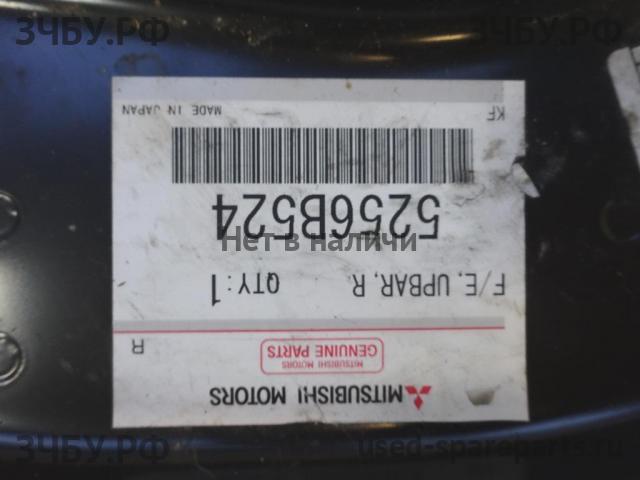 ЗЧБУ.РФ
ЗЧБУ.РФ
MITSUBISHI MOTORS
MITSUBISHI MOTORS
GENUINE PARTS
R
F/E, UPBAR, R QTY: 1
5256B524
KF MADE IN JAPAN
Нет в наличии
ЗЧБУ.РФ
used-spareparts.ru